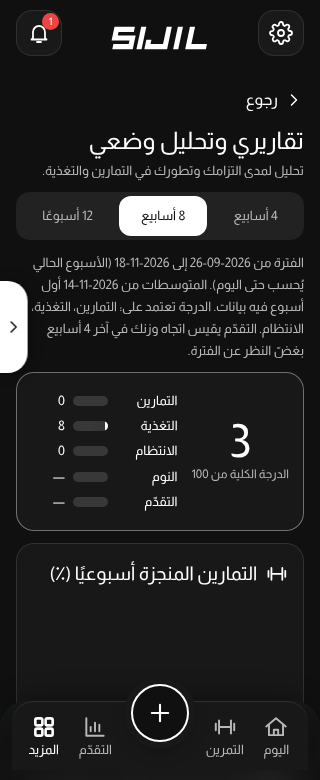 1
SIJIL
رجوع
تقاريري وتحليل وضعي
تحليل لمدى التزامك وتطورك في التمارين والتغذية.
4 أسابيع
8 أسابيع
12 أسبوعًا
الفترة من 2026-09-26 إلى 2026-11-18 (الأسبوع الحالي
يُحسب حتى اليوم). المتوسطات من 2026-11-14 أول
أسبوع فيه بيانات. الدرجة تعتمد على: التمارين، التغذية،
الانتظام. التقدّم يقيس اتجاه وزنك في آخر 4 أسابيع
بغضّ النظر عن الفترة.
3
الدرجة الكلية من 100
التمارين 0
التغذية 8
الانتظام 0
النوم —
التقدّم —
التمارين المنجزة أسبوعيًا (٪)
اليوم
التمرين
التقدّم
المزيد